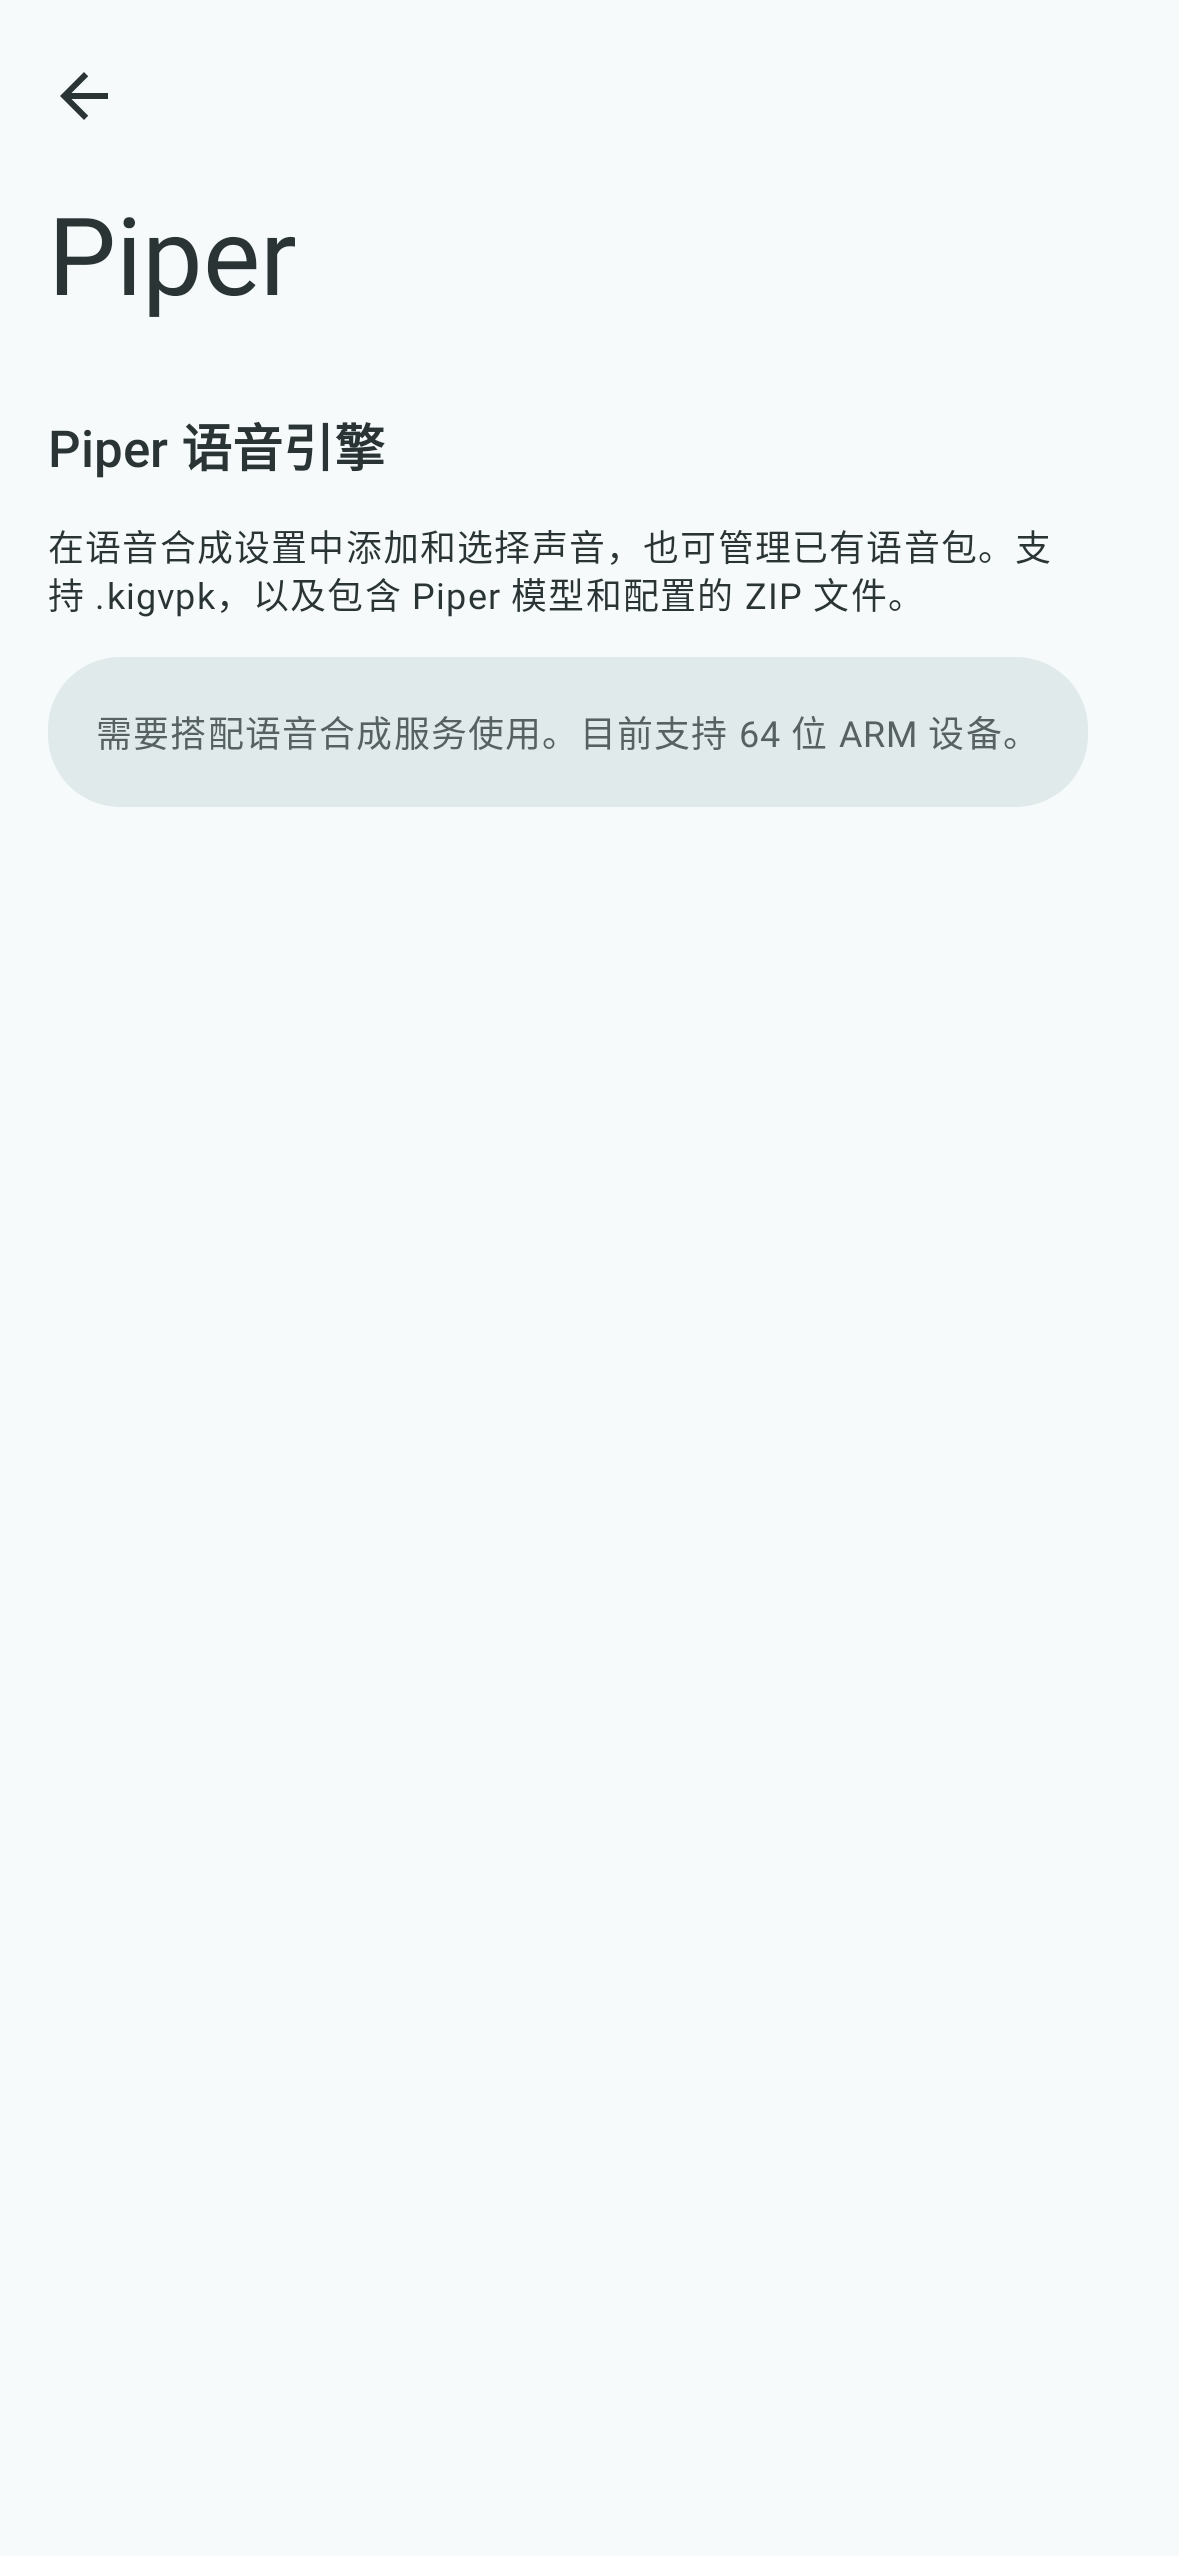 Piper
Piper 语音引擎
在语音合成设置中添加和选择声音，也可管理已有语音包。支
持 .kigvpk，以及包含 Piper 模型和配置的 ZIP 文件。
需要搭配语音合成服务使用。目前支持 64 位 ARM 设备。